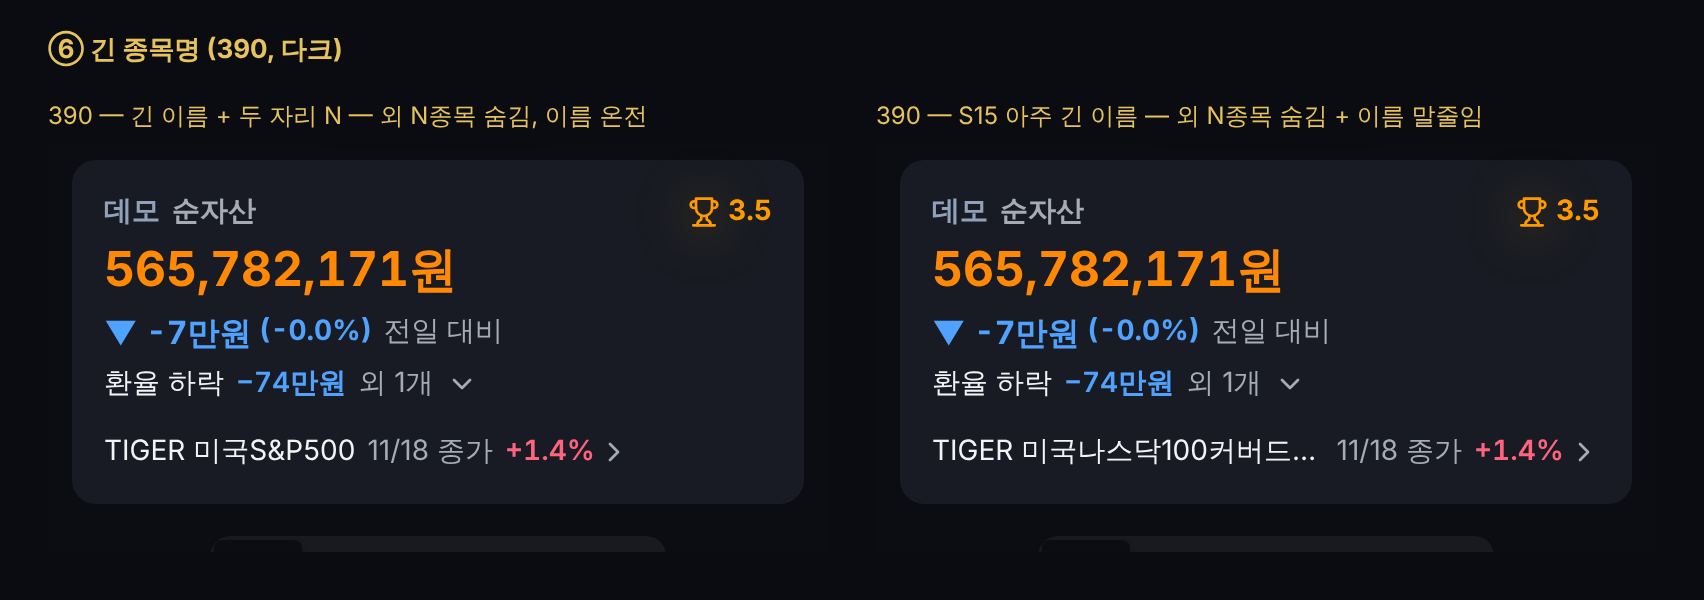 ⑥ 긴 종목명 (390, 다크)
390 — 긴 이름 + 두 자리 N — 외 N종목 숨김, 이름 온전
데모 순자산 3.5
565,782,171원
▼ -7만원 (-0.0%) 전일 대비
환율 하락 −74만원 외 1개
TIGER 미국S&P500 11/18 종가 +1.4%
390 — S15 아주 긴 이름 — 외 N종목 숨김 + 이름 말줄임
데모 순자산 3.5
565,782,171원
▼ -7만원 (-0.0%) 전일 대비
환율 하락 −74만원 외 1개
TIGER 미국나스닥100커버드... 11/18 종가 +1.4%